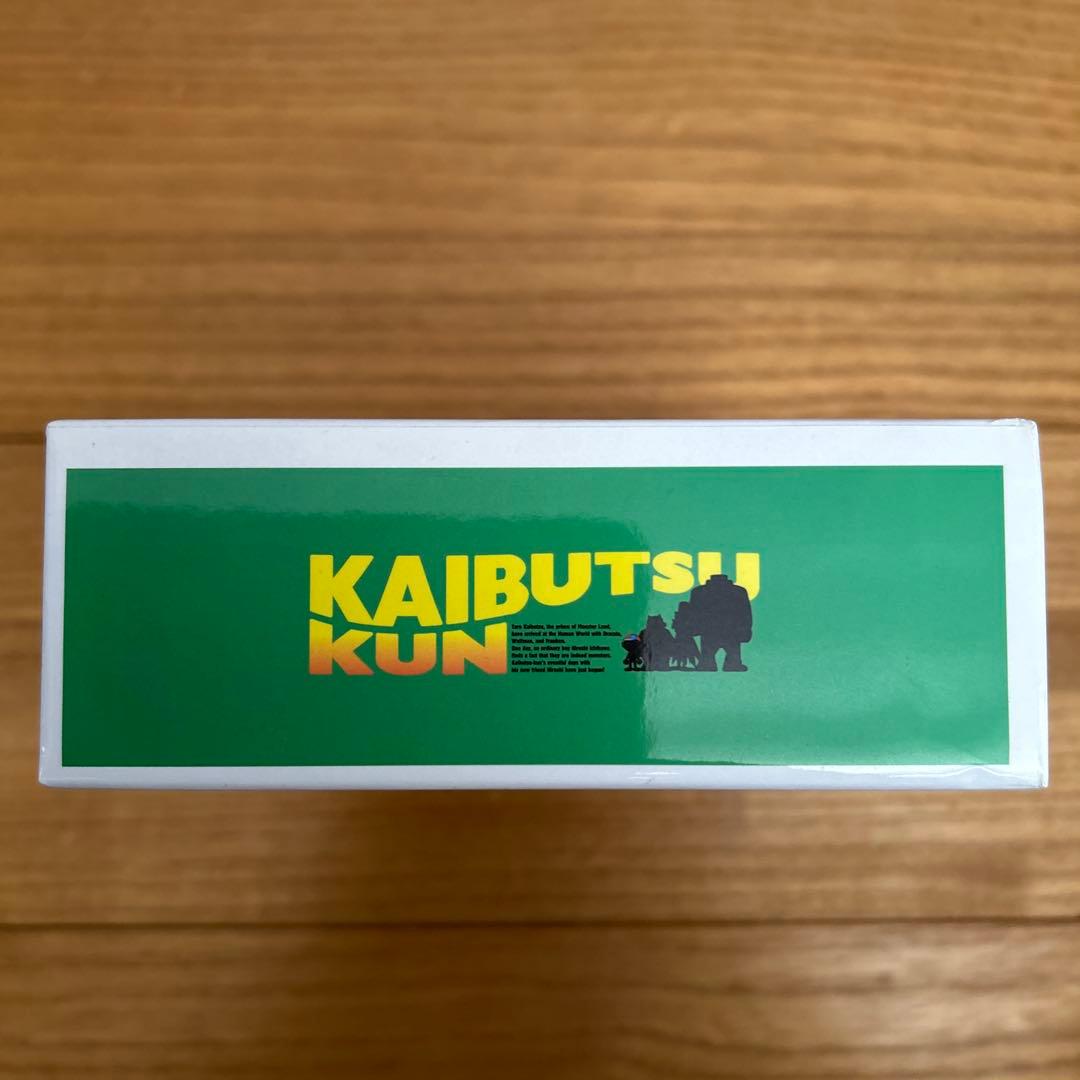 KAIBUTSU
KUN
Taro Kaibutsu, the prince of Monster Land,
have arrived at the Human World with Dracula,
Wolfman, and Franken.
One day, an ordinary boy Hiroshi Ichikawa
finds a fact that they are indeed monsters.
Kaibutsu-kun's eventful days with
his new friend Hiroshi have just begun!